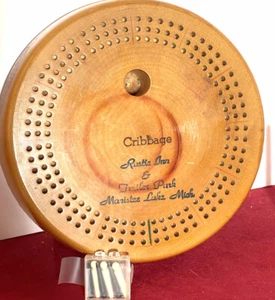 Cribbage
Rustic Inn
&
Trailer Park
Manistee Lake, Mich.